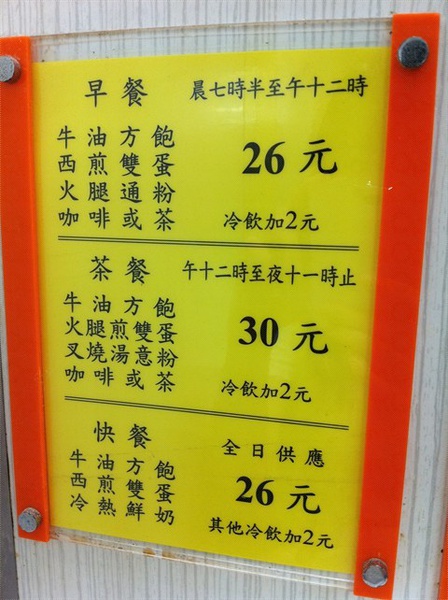 早餐 晨七時半至午十二時
牛油方飽
西煎雙蛋
火腿通粉
咖啡或茶
26元
冷飲加2元
茶餐 午十二時至夜十一時止
牛油方飽
火腿煎雙蛋
叉燒湯意粉
咖啡或茶
30元
冷飲加2元
快餐 全日供應
牛油方飽
西煎雙蛋
冷熱鮮奶
26元
其他冷飲加2元